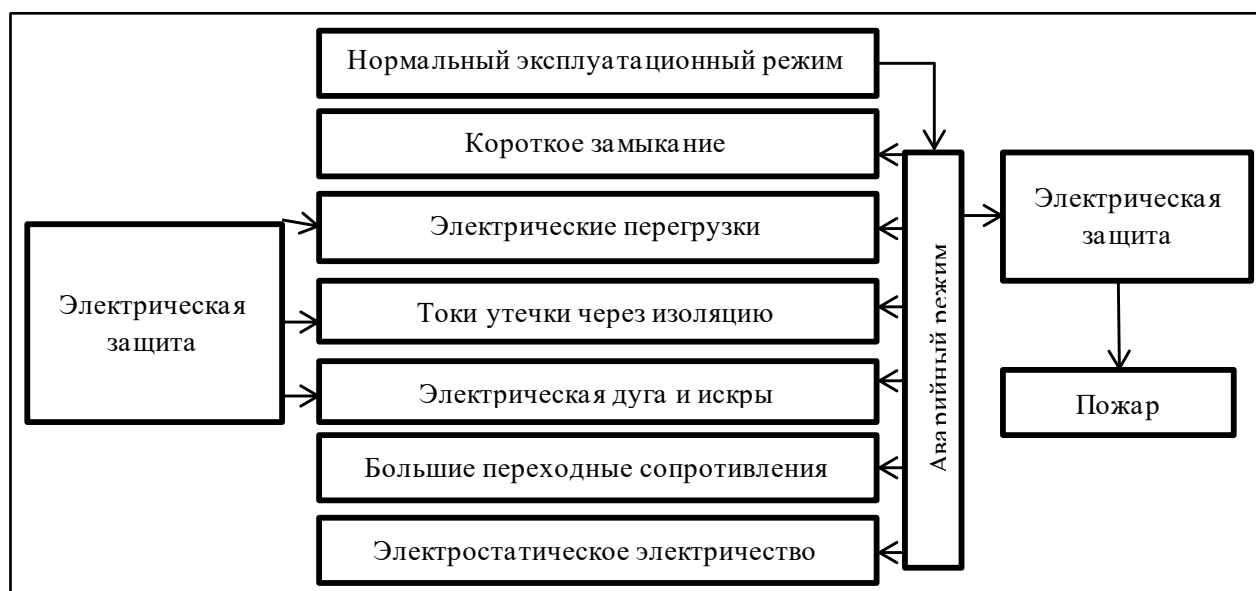 Нормальный эксплуатационный режим
Короткое замыкание
Электрические перегрузки
Токи утечки через изоляцию
Электрическая дуга и искры
Большие переходные сопротивления
Электростатическое электричество
Электрическая
защита
Аварийный режим
Электрическая
защита
Пожар